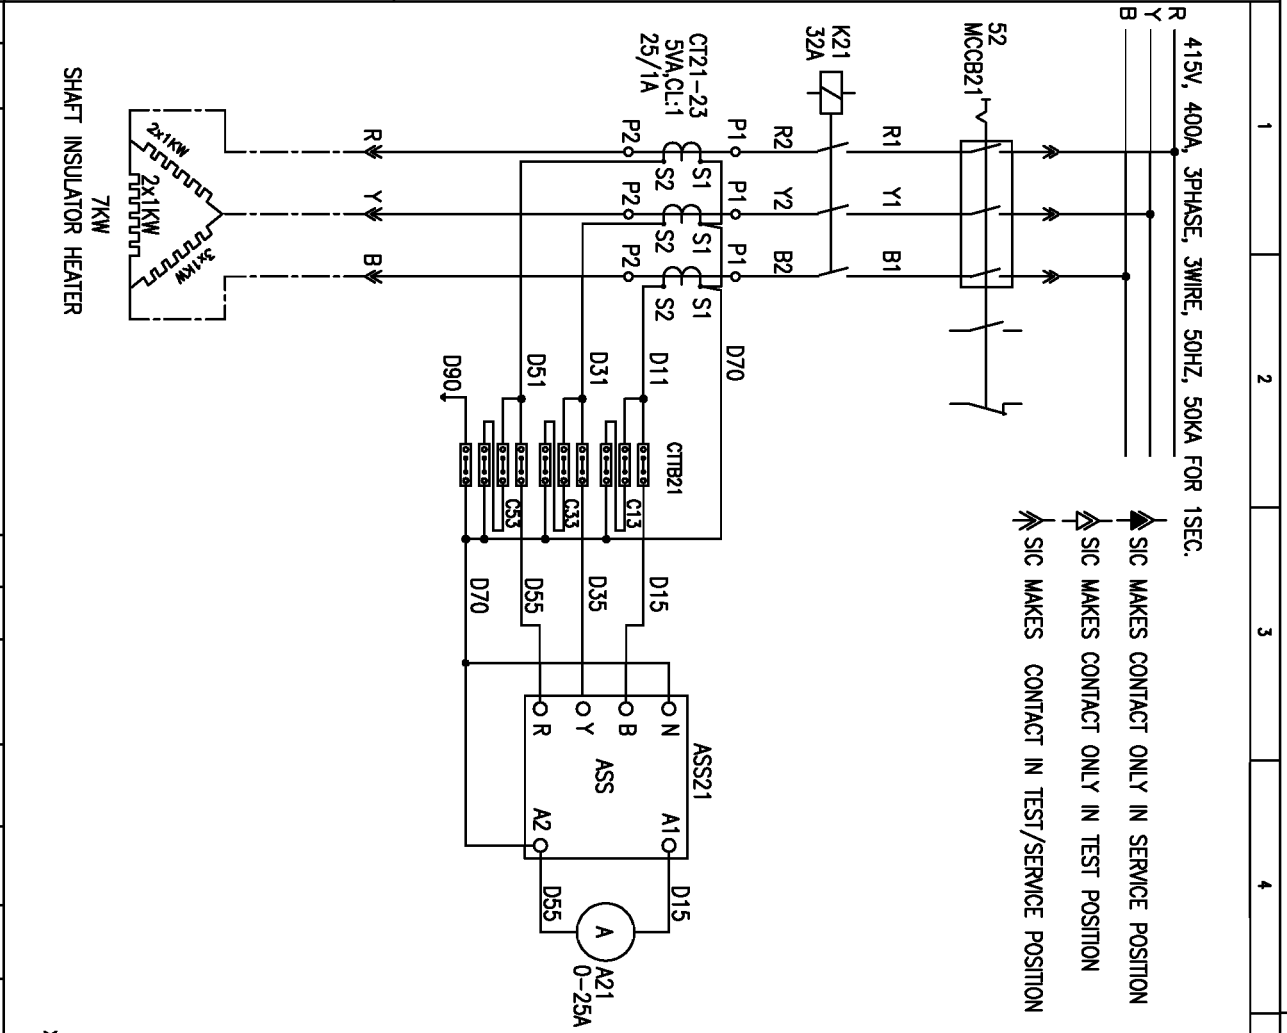 1
2
3
4
R
Y
B
415V, 400A, 3PHASE, 3WIRE, 50HZ, 50KA FOR 1SEC.
SIC MAKES CONTACT ONLY IN SERVICE POSITION
SIC MAKES CONTACT ONLY IN TEST POSITION
SIC MAKES CONTACT IN TEST/SERVICE POSITION
52
MCCB21
R1
Y1
B1
K21
32A
R2
Y2
B2
P1
P1
P1
CT21-23
5VA,CL:1
25/1A
S1
S2
S1
S2
S1
S2
P2
P2
P2
D70
D11
D31
D51
D90
CTTB21
C13
C33
C53
D15
D35
D55
D70
ASS21
N
B
Y
R
ASS
A1
A2
D15
D55
A
A21
0-25A
R
Y
B
2x1KW
2x1KW
3x1KW
7KW
SHAFT INSULATOR HEATER